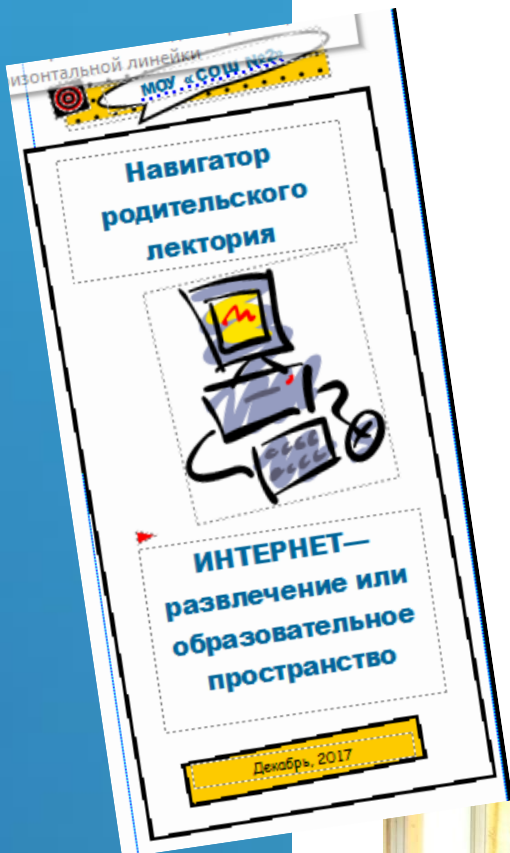 изонтальной линейки
МОУ «СОШ №2»
Навигатор
родительского
лектория
ИНТЕРНЕТ—
развлечение или
образовательное
пространство
Декабрь, 2017